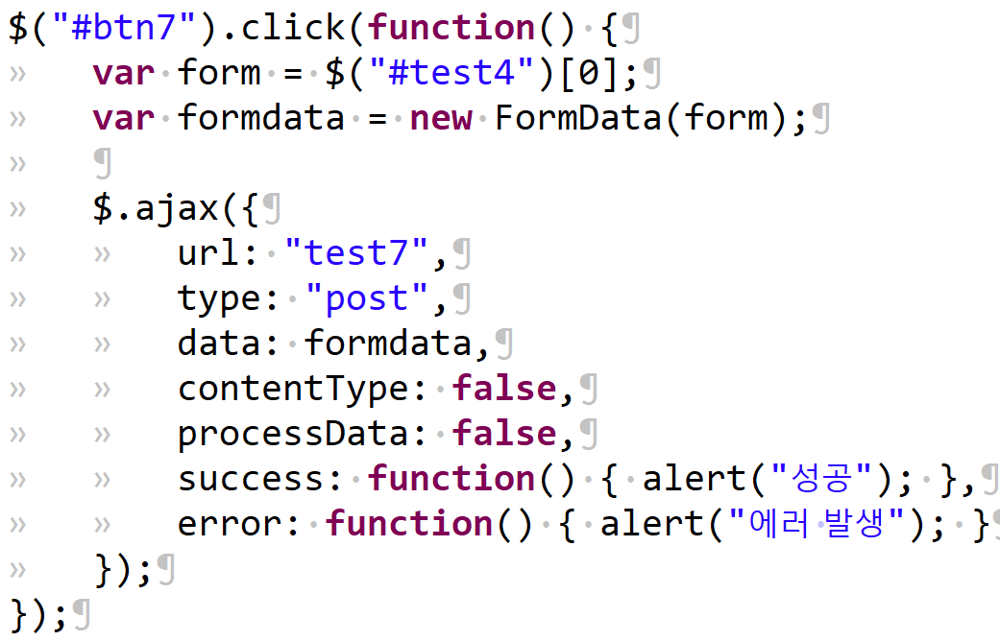 $("#btn7").click(function() {
var form = $("#test4")[0];
var formdata = new FormData(form);
$.ajax({
url: "test7",
type: "post",
data: formdata,
contentType: false,
processData: false,
success: function() { alert("성공"); },
error: function() { alert("에러 발생"); }
});
});